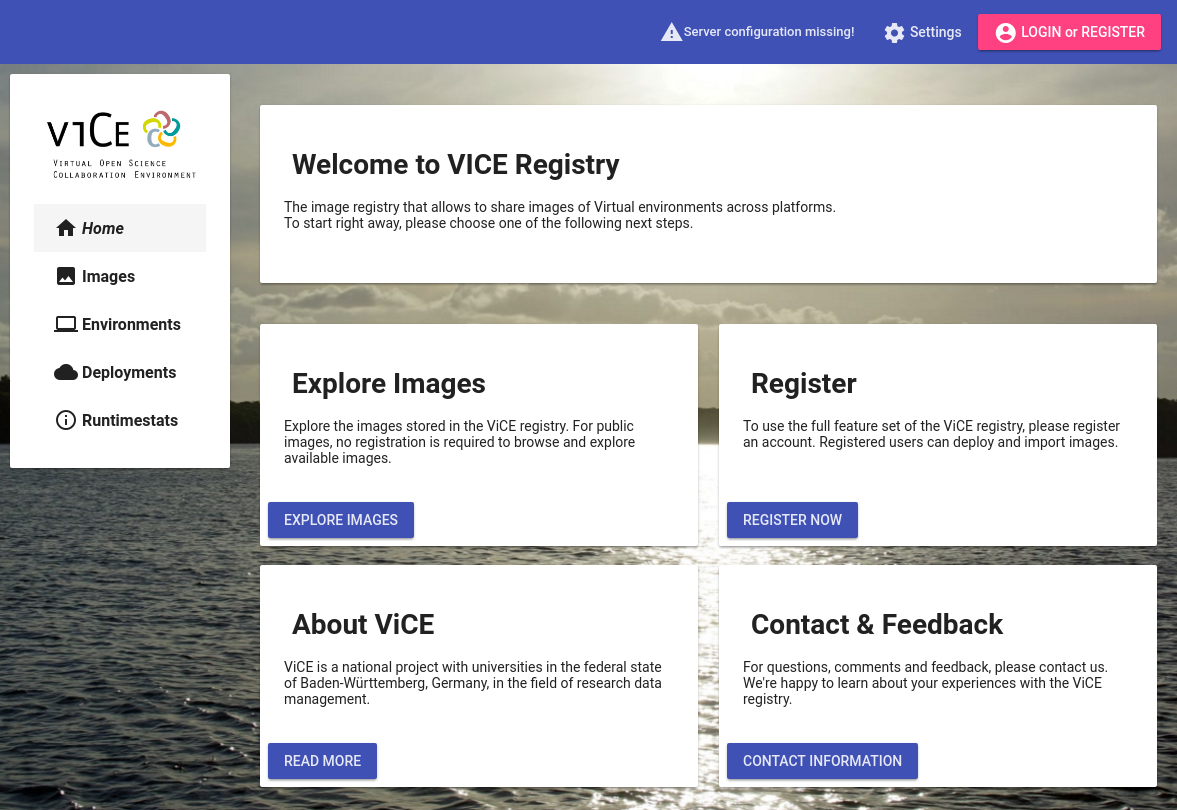 Server configuration missing!
Settings
LOGIN or REGISTER
ViCE
VIRTUAL OPEN SCIENCE
COLLABORATION ENVIRONMENT
Home
Images
Environments
Deployments
Runtimestats
Welcome to VICE Registry
The image registry that allows to share images of Virtual environments across platforms.
To start right away, please choose one of the following next steps.
Explore Images
Explore the images stored in the ViCE registry. For public
images, no registration is required to browse and explore
available images.
EXPLORE IMAGES
Register
To use the full feature set of the ViCE registry, please register
an account. Registered users can deploy and import images.
REGISTER NOW
About ViCE
ViCE is a national project with universities in the federal state
of Baden-Württemberg, Germany, in the field of research data
management.
READ MORE
Contact & Feedback
For questions, comments and feedback, please contact us.
We're happy to learn about your experiences with the ViCE
registry.
CONTACT INFORMATION